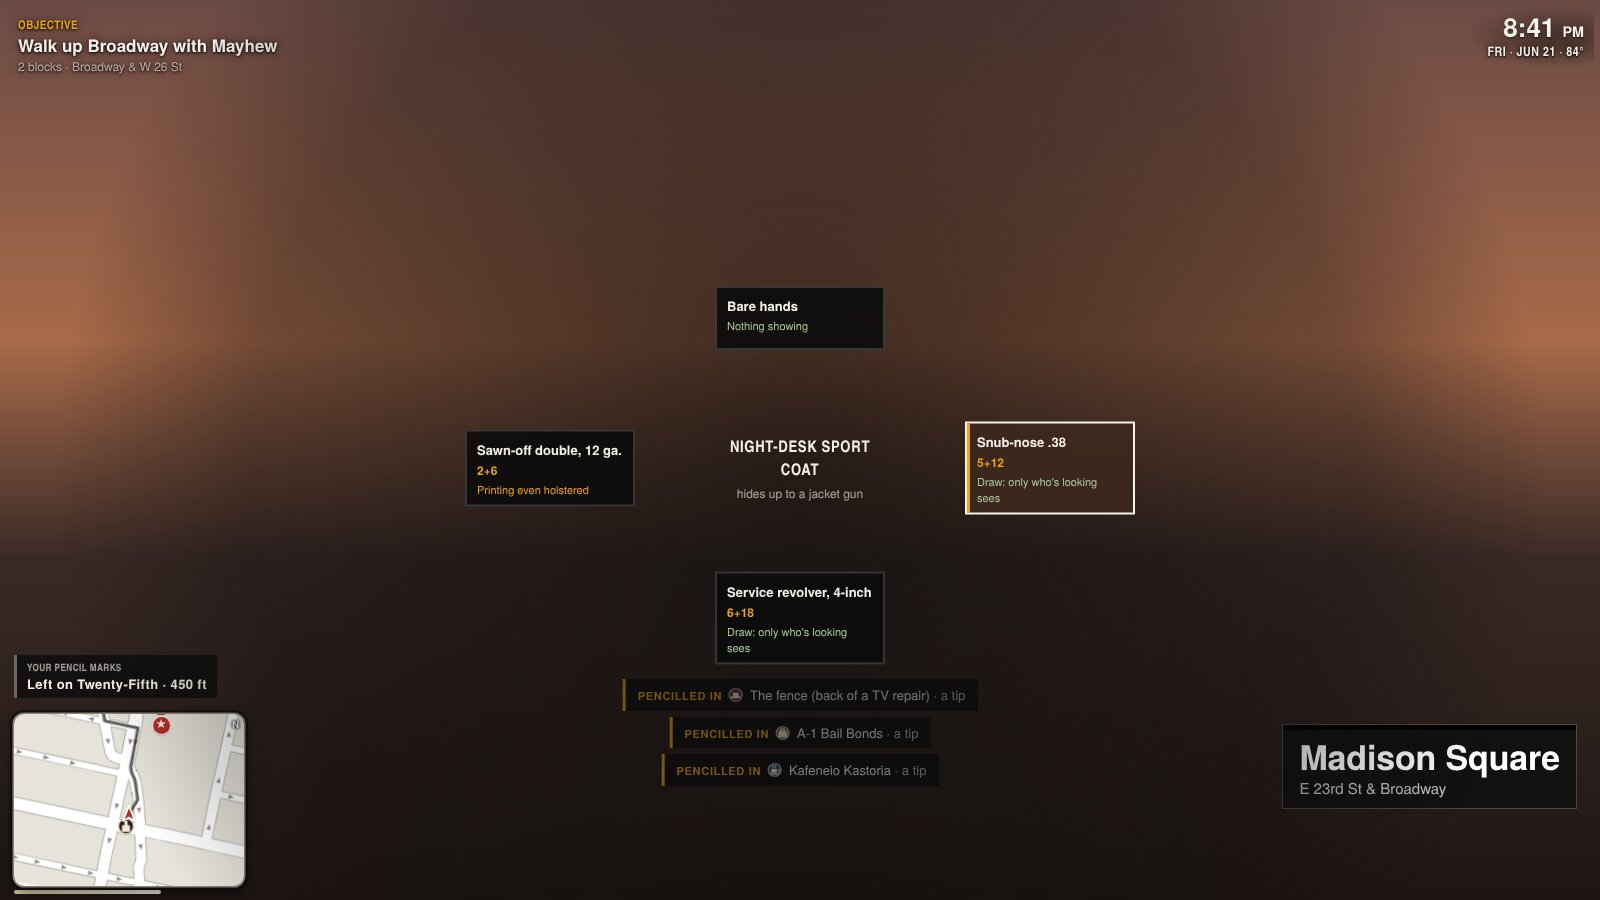 OBJECTIVE
Walk up Broadway with Mayhew
2 blocks · Broadway & W 26 St
8:41 PM
FRI · JUN 21 · 84°
Bare hands
Nothing showing
Sawn-off double, 12 ga.
2+6
Printing even holstered
NIGHT-DESK SPORT
COAT
hides up to a jacket gun
Snub-nose .38
5+12
Draw: only who's looking
sees
Service revolver, 4-inch
6+18
Draw: only who's looking
sees
YOUR PENCIL MARKS
Left on Twenty-Fifth · 450 ft
N
PENCILLED IN The fence (back of a TV repair) · a tip
PENCILLED IN A-1 Bail Bonds · a tip
PENCILLED IN Kafeneio Kastoria · a tip
Madison Square
E 23rd St & Broadway